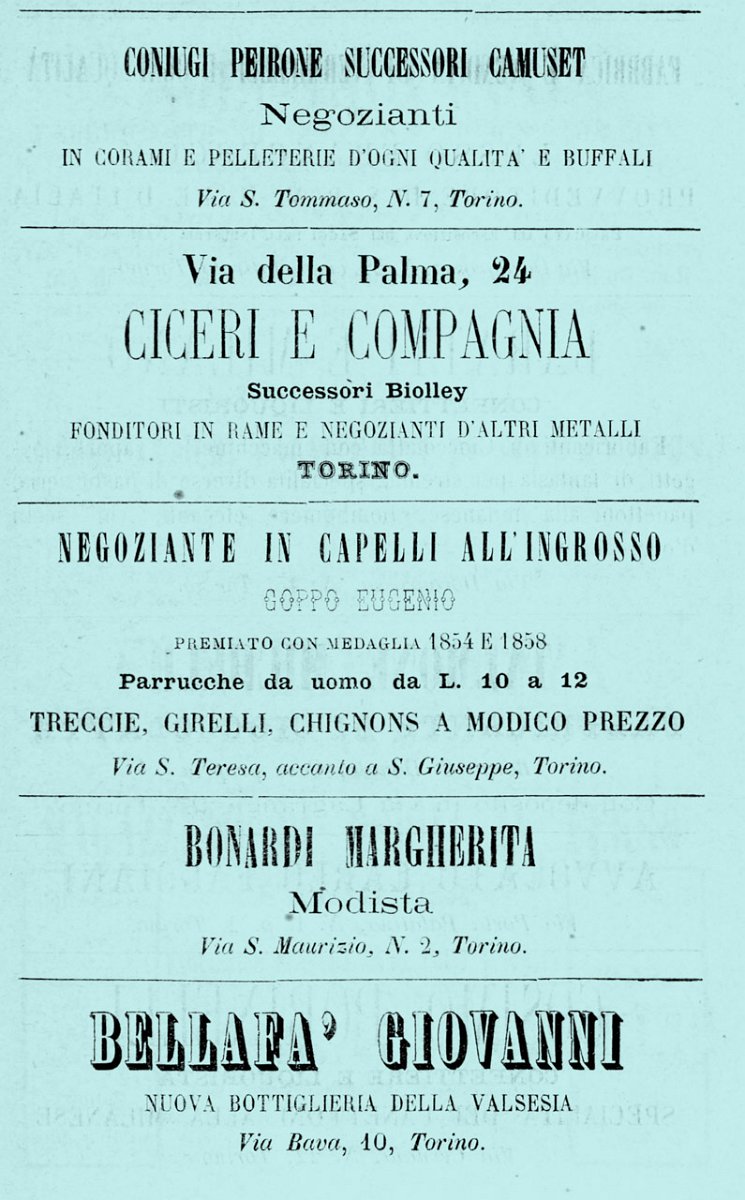 CONIUGI PEIRONE SUCCESSORI CAMUSET
Negozianti
IN CORAMI E PELLETERIE D'OGNI QUALITA' E BUFFALI
Via S. Tommaso, N. 7, Torino.
Via della Palma, 24
CICERI E COMPAGNIA
Successori Biolley
FONDITORI IN RAME E NEGOZIANTI D'ALTRI METALLI
TORINO.
NEGOZIANTE IN CAPELLI ALL'INGROSSO
GOPPO EUGENIO
PREMIATO CON MEDAGLIA 1854 E 1858
Parrucche da uomo da L. 10 a 12
TRECCIE, GIRELLI, CHIGNONS A MODICO PREZZO
Via S. Teresa, accanto a S. Giuseppe, Torino.
BONARDI MARGHERITA
Modista
Via S. Maurizio, N. 2, Torino.
BELLAFA' GIOVANNI
NUOVA BOTTIGLIERIA DELLA VALSESIA
Via Bava, 10, Torino.